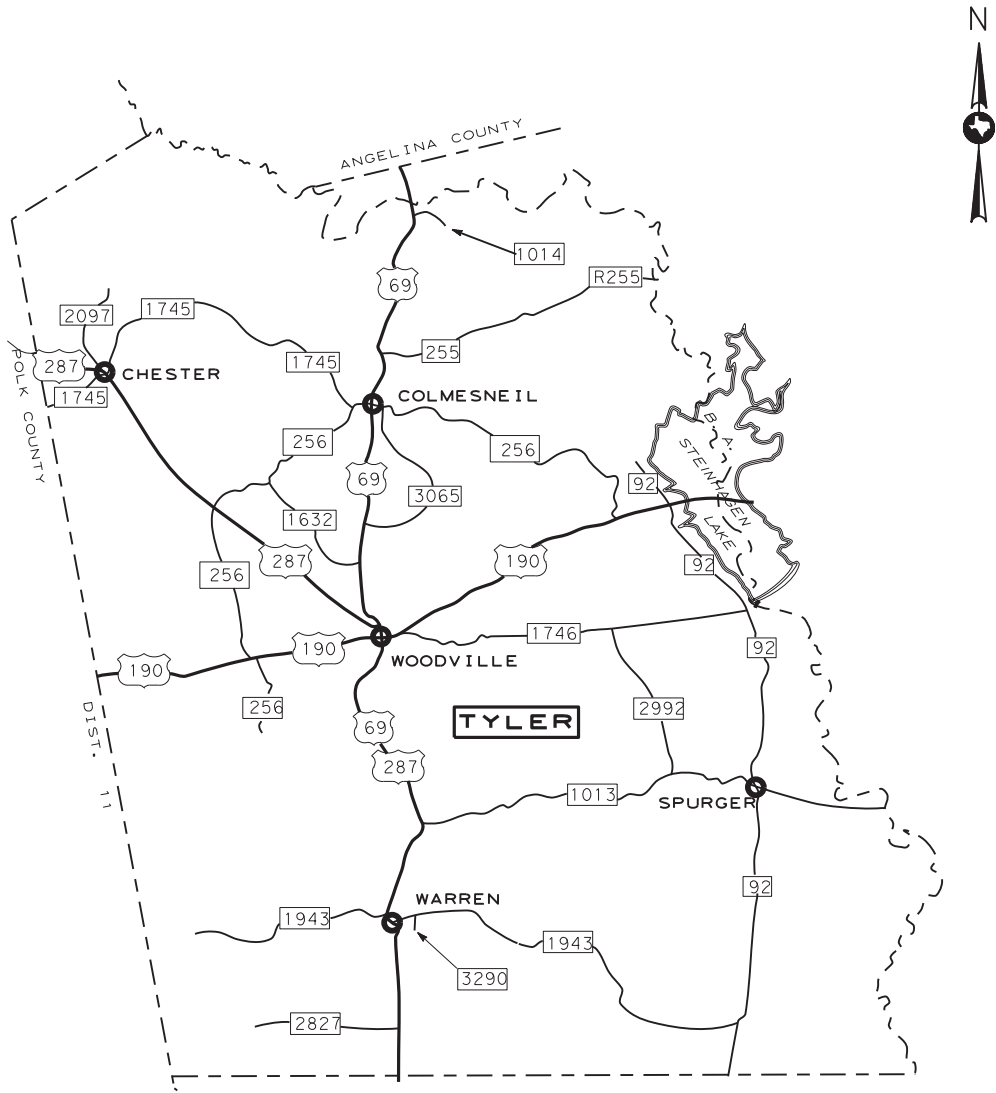 N
ANGELINA COUNTY
1014
R255
69
2097
1745
287
CHESTER
1745
1745
255
POLK COUNTY
COLMESNEIL
256
256
69
3065
92
B. A.
STEINHAGEN
LAKE
1632
287
190
92
256
190
190
1746
92
WOODVILLE
256
2992
TYLER
69
287
DIST. 11
1013
SPURGER
92
WARREN
1943
1943
3290
2827